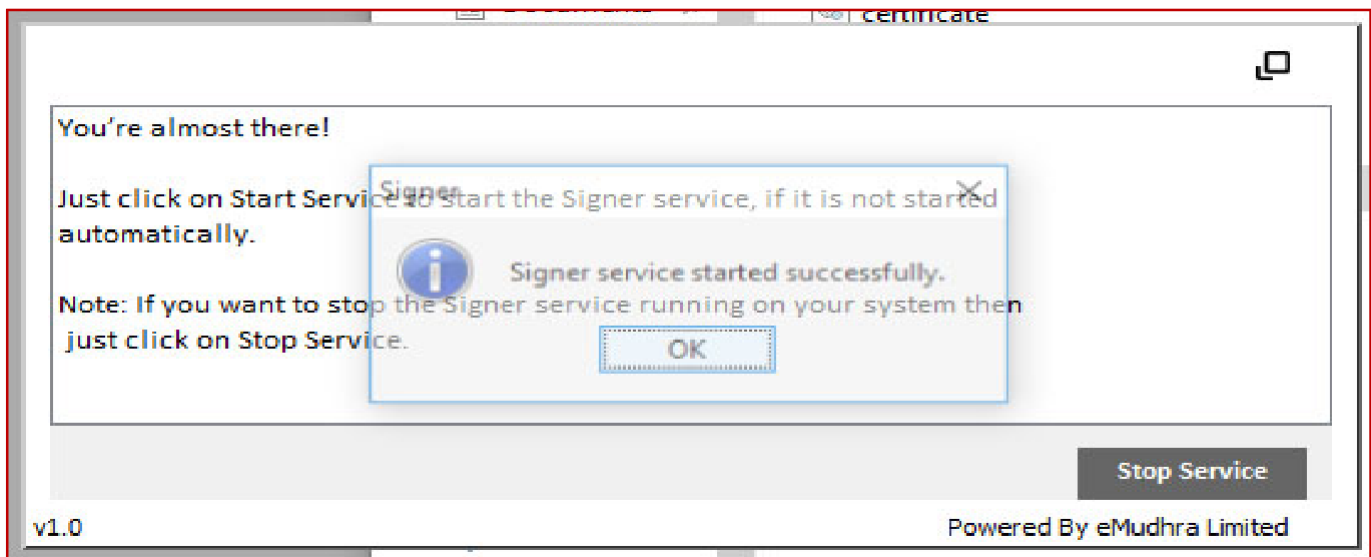 certificate
You're almost there!
Just click on Start Service to start the Signer service, if it is not started
automatically.
Note: If you want to stop the Signer service running on your system then
just click on Stop Service.
Signer
Signer service started successfully.
OK
Stop Service
v1.0
Powered By eMudhra Limited